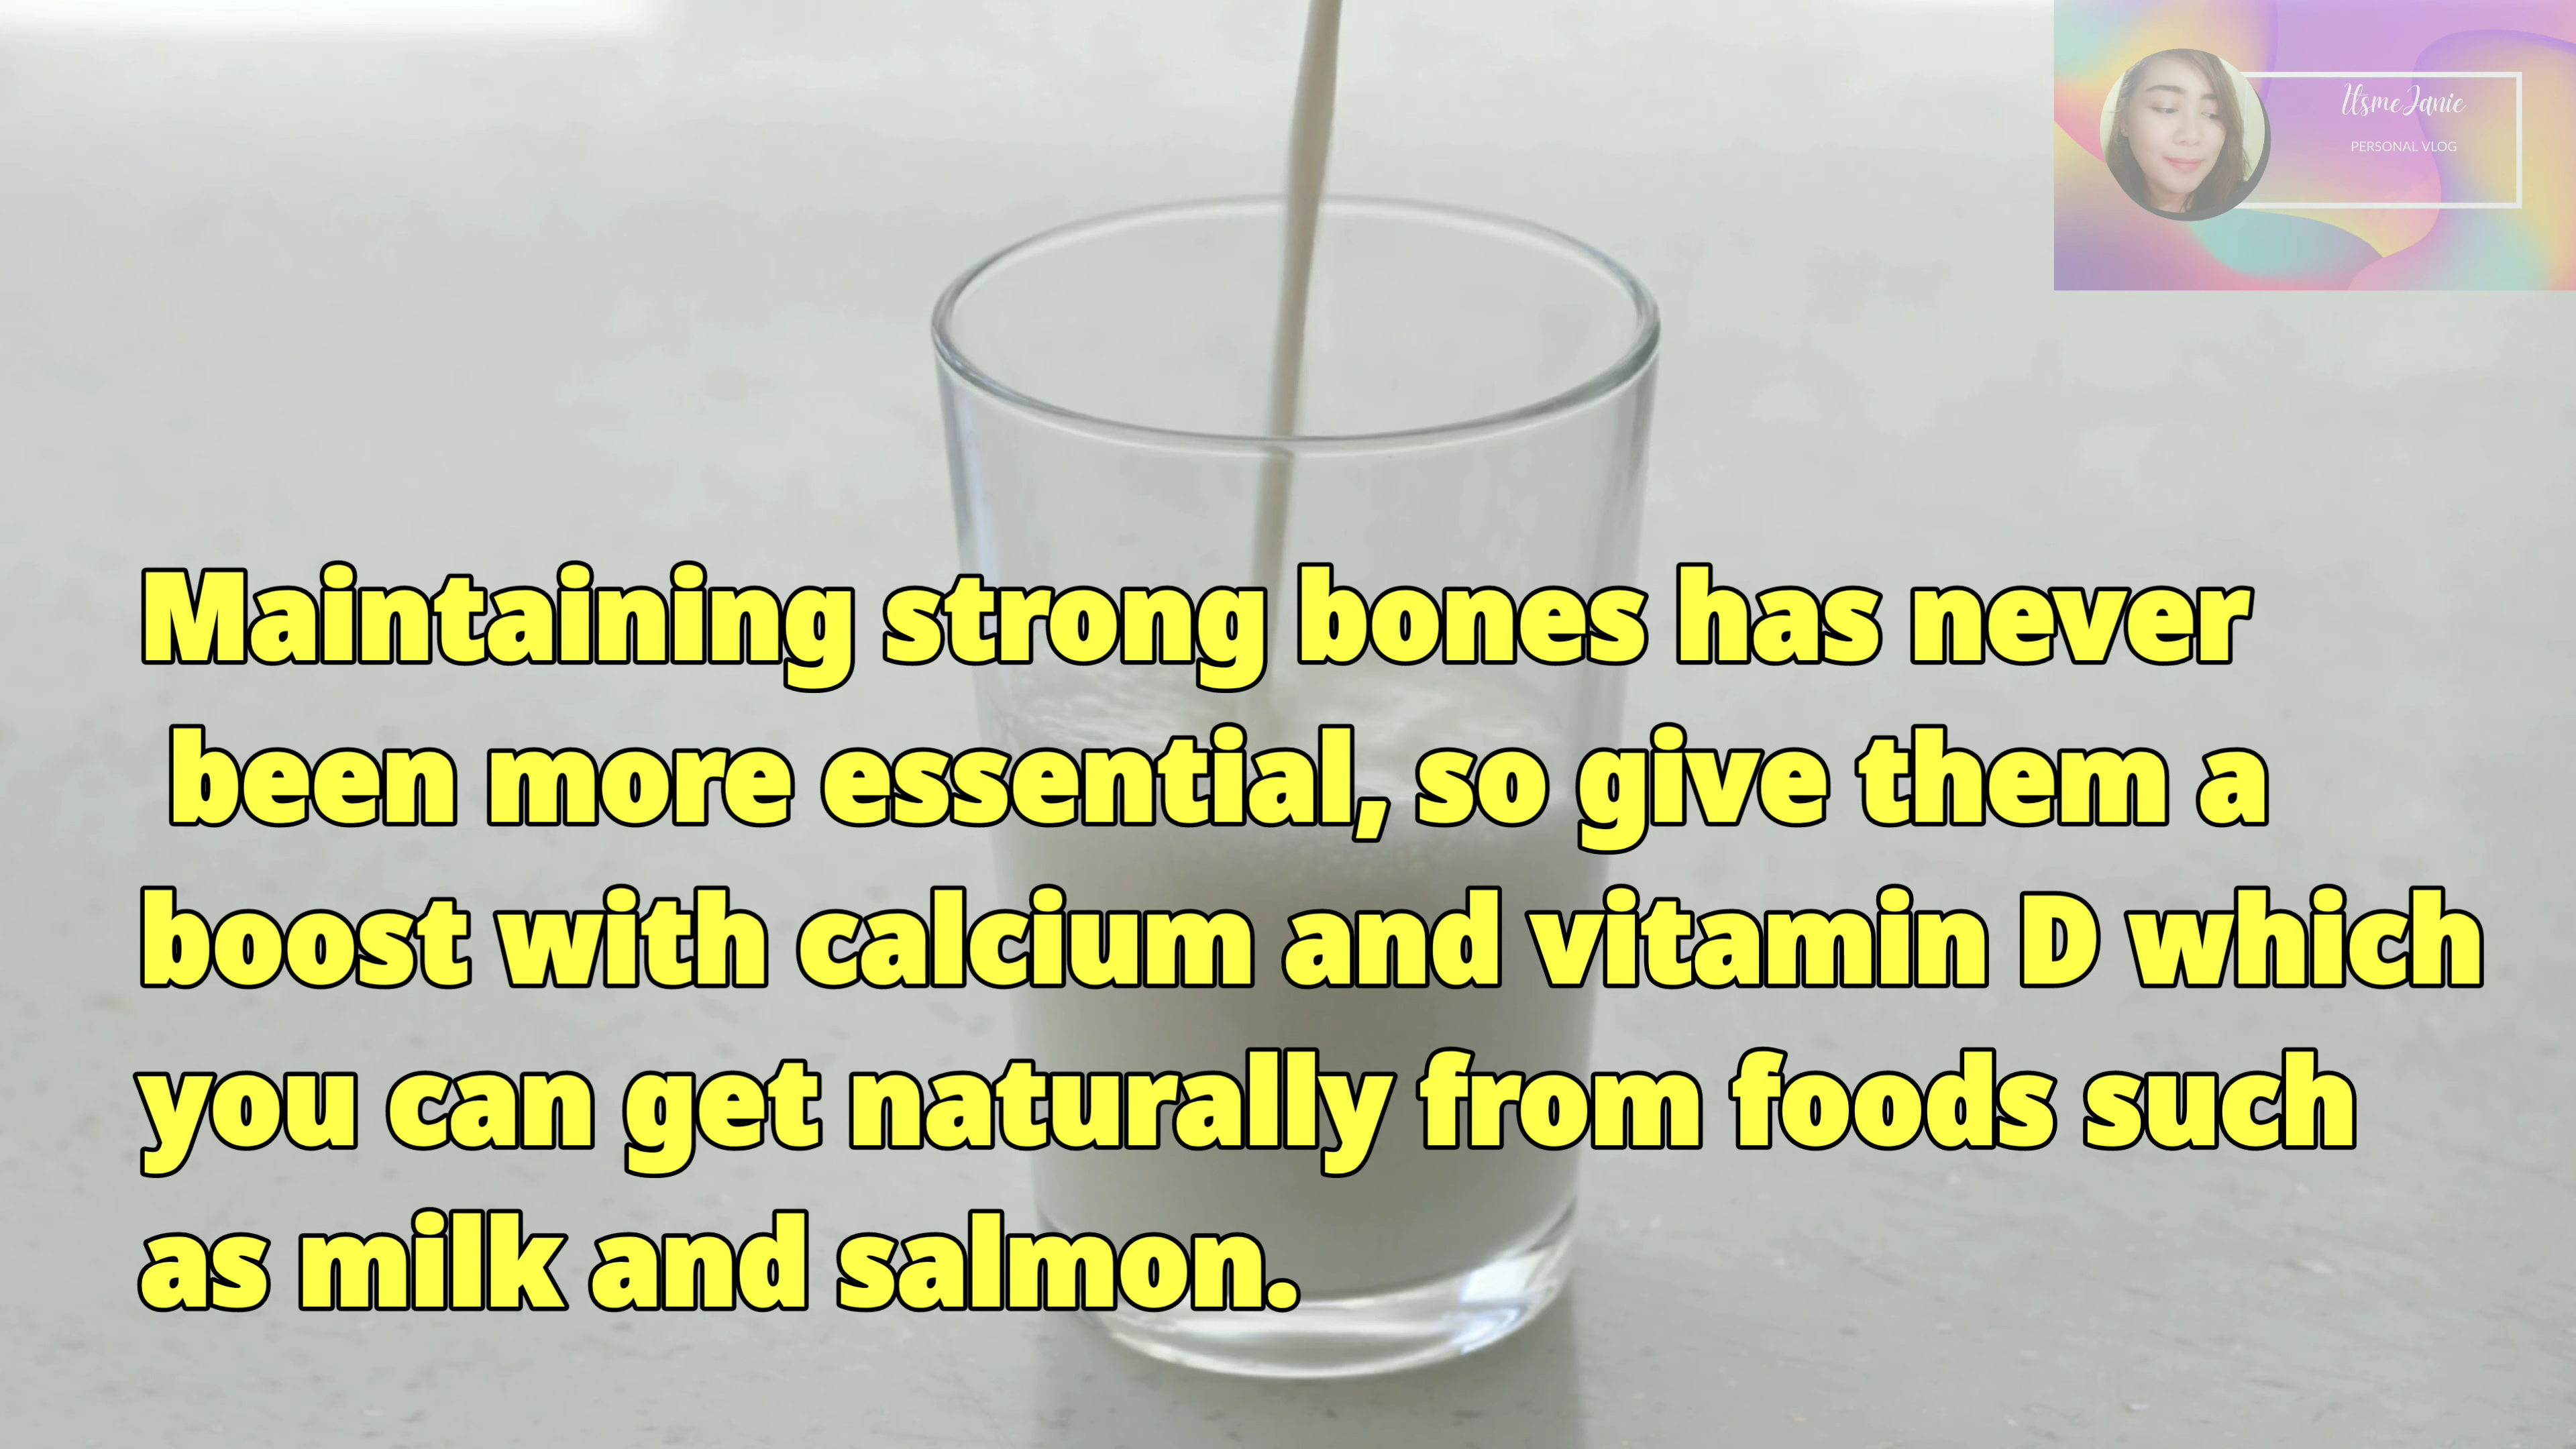 ItsmeJanie
PERSONAL VLOG
Maintaining strong bones has never
been more essential, so give them a
boost with calcium and vitamin D which
you can get naturally from foods such
as milk and salmon.